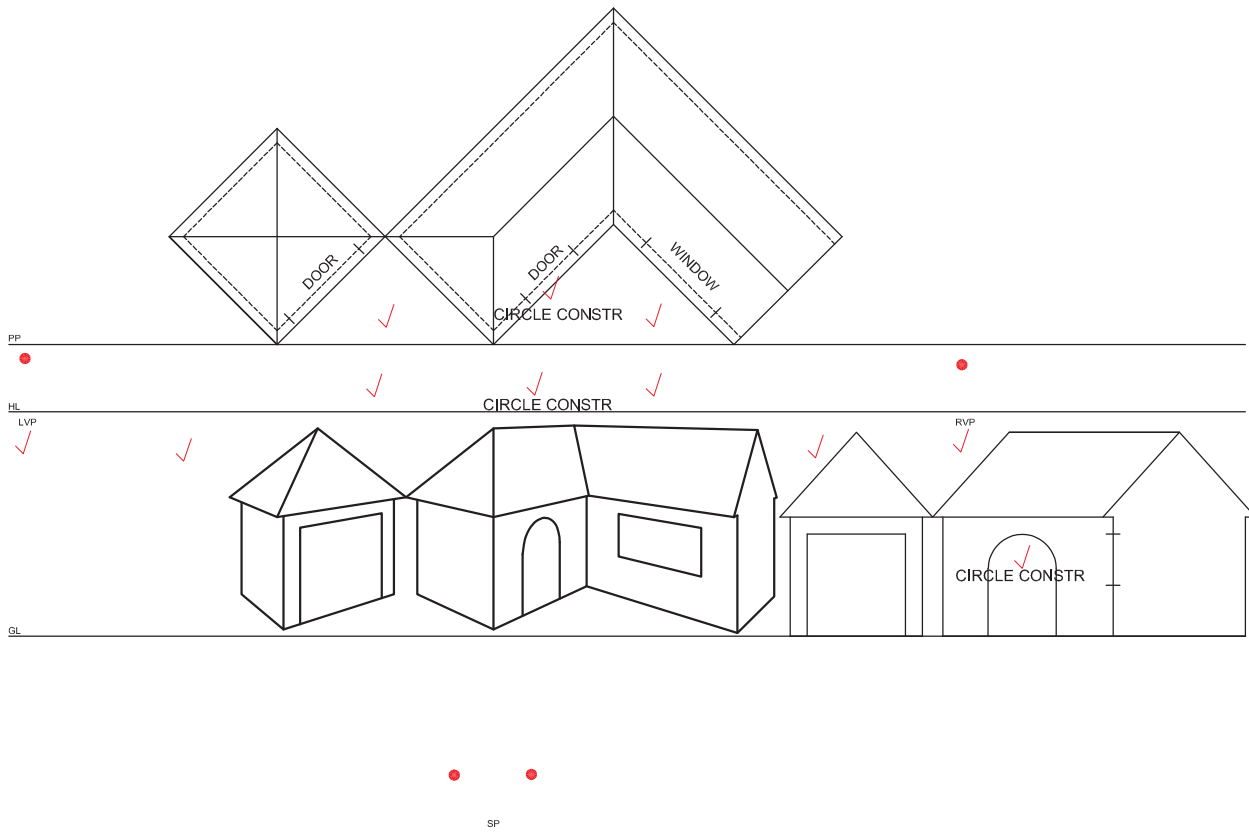 DOOR
DOOR
WINDOW
CIRCLE CONSTR
PP
CIRCLE CONSTR
HL
LVP
RVP
CIRCLE CONSTR
GL
SP